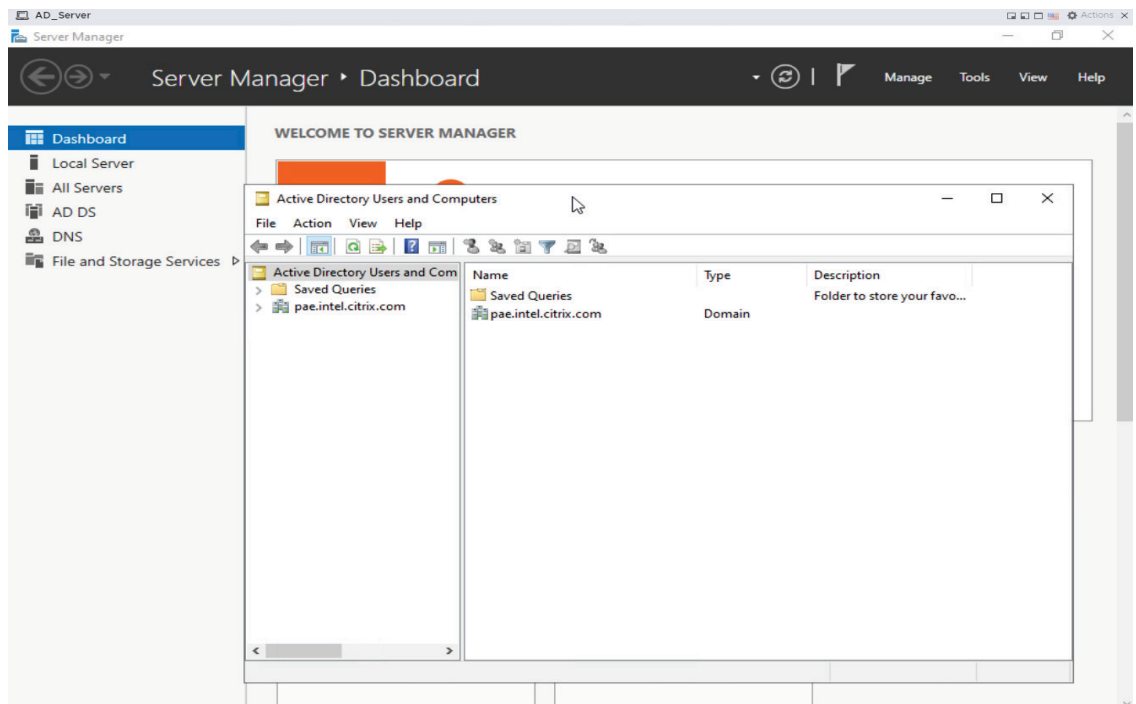 AD_Server
Actions
Server Manager
Server Manager • Dashboard
Manage Tools View Help
Dashboard
Local Server
All Servers
AD DS
DNS
File and Storage Services
WELCOME TO SERVER MANAGER
Active Directory Users and Computers
File Action View Help
Active Directory Users and Com
Saved Queries
pae.intel.citrix.com
Name Type Description
Saved Queries Folder to store your favo...
pae.intel.citrix.com Domain